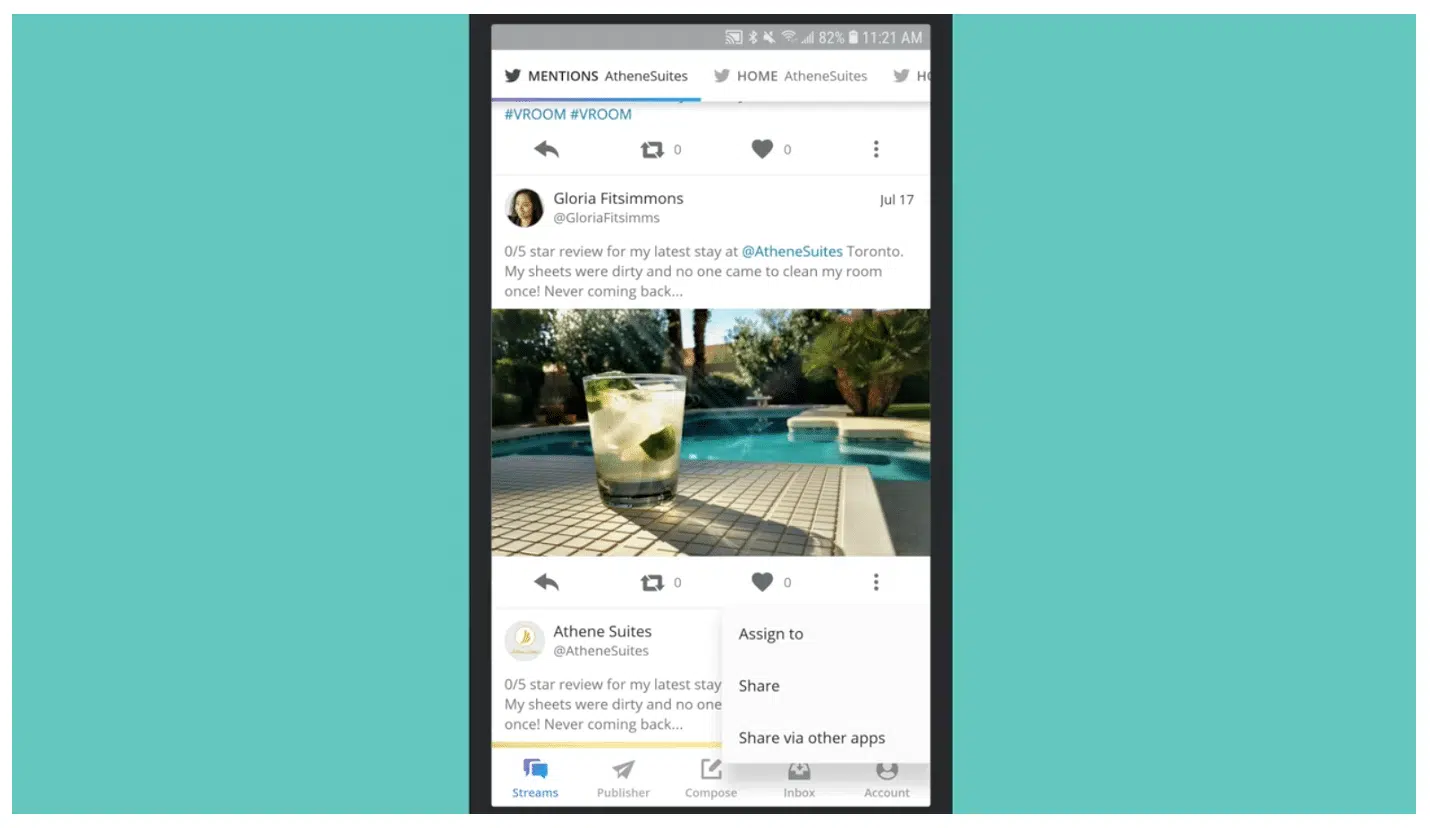 82% 11:21 AM
MENTIONS AtheneSuites HOME AtheneSuites
#VROOM #VROOM
0 0
Gloria Fitsimmons Jul 17
@GloriaFitsimms
0/5 star review for my latest stay at @AtheneSuites Toronto.
My sheets were dirty and no one came to clean my room
once! Never coming back...
0 0
Athene Suites
@AtheneSuites
0/5 star review for my latest stay
My sheets were dirty and no one
once! Never coming back...
Assign to
Share
Share via other apps
Streams Publisher Compose Inbox Account